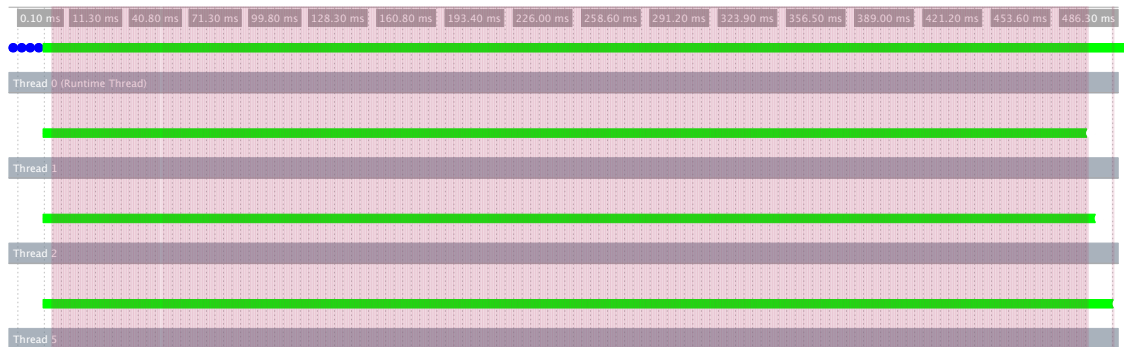 0.10 ms 11.30 ms 40.80 ms 71.30 ms 99.80 ms 128.30 ms 160.80 ms 193.40 ms 226.00 ms 258.60 ms 291.20 ms 323.90 ms 356.50 ms 389.00 ms 421.20 ms 453.60 ms 486.30 ms
Thread 0 (Runtime Thread)
Thread 1
Thread 2
Thread 5